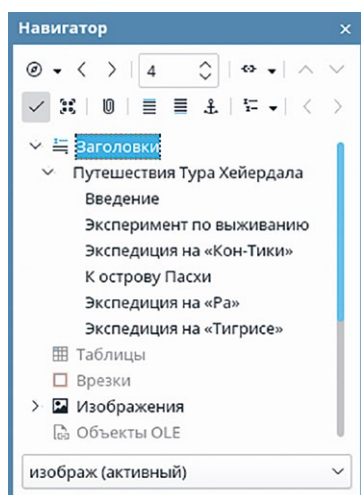 Навигатор
4
Заголовки
Путешествия Тура Хейердала
Введение
Эксперимент по выживанию
Экспедиция на «Кон-Тики»
К острову Пасхи
Экспедиция на «Ра»
Экспедиция на «Тигрисе»
Таблицы
Врезки
Изображения
Объекты OLE
изображ (активный)